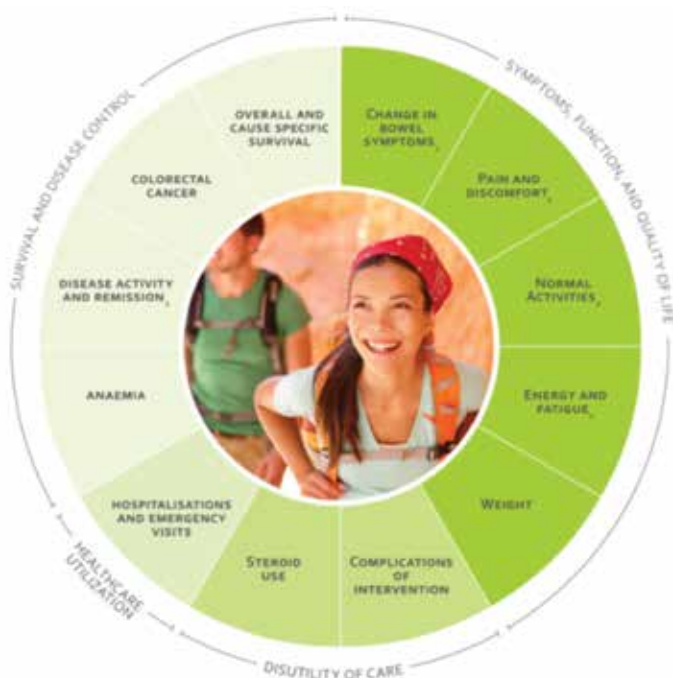 SYMPTOMS, FUNCTION, AND QUALITY OF LIFE
CHANGE IN
BOWEL
SYMPTOMS
PAIN AND
DISCOMFORT
NORMAL
ACTIVITIES
ENERGY AND
FATIGUE
WEIGHT
DISUTILITY OF CARE
COMPLICATIONS
OF
INTERVENTION
STEROID
USE
HEALTHCARE
UTILIZATION
HOSPITALISATIONS
AND EMERGENCY
VISITS
SURVIVAL AND DISEASE CONTROL
ANAEMIA
DISEASE ACTIVITY
AND REMISSION
COLORECTAL
CANCER
OVERALL AND
CAUSE SPECIFIC
SURVIVAL